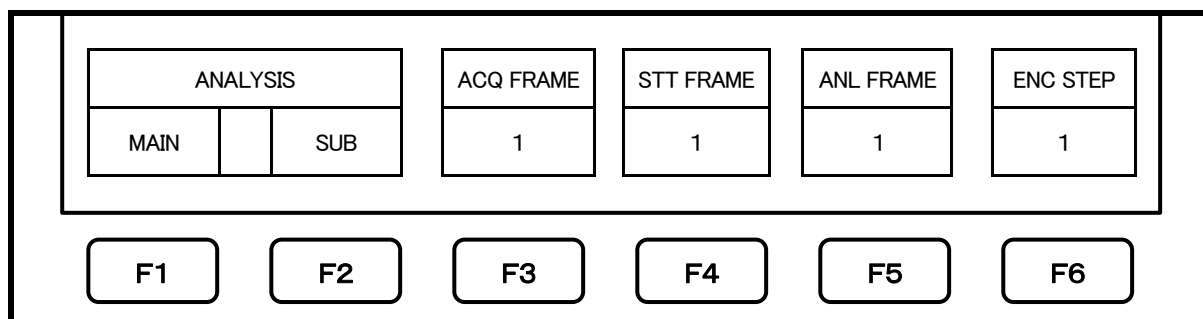 ANALYSIS ACQ FRAME STT FRAME ANL FRAME ENC STEP
MAIN SUB 1 1 1 1
F1 F2 F3 F4 F5 F6